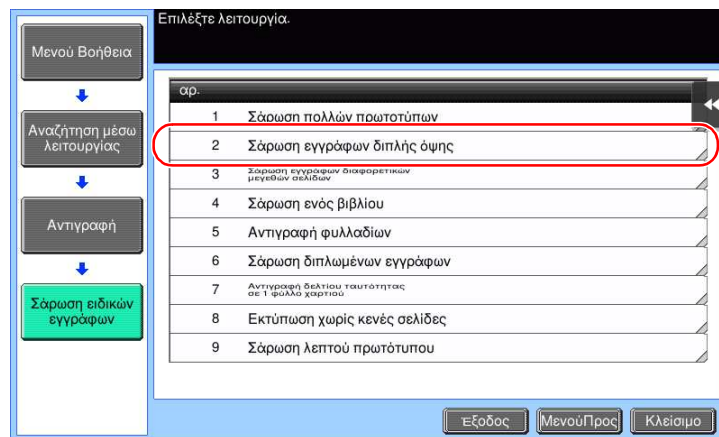 Επιλέξτε λειτουργία.
Μενού Βοήθεια
Αναζήτηση μέσω
λειτουργίας
Αντιγραφή
Σάρωση ειδικών
εγγράφων
αρ.
1 Σάρωση πολλών πρωτοτύπων
2 Σάρωση εγγράφων διπλής όψης
3 Σάρωση εγγράφων διαφορετικών
μεγεθών σελίδων
4 Σάρωση ενός βιβλίου
5 Αντιγραφή φυλλαδίων
6 Σάρωση διπλωμένων εγγράφων
7 Αντιγραφή δελτίου ταυτότητας
σε 1 φύλλο χαρτιού
8 Εκτύπωση χωρίς κενές σελίδες
9 Σάρωση λεπτού πρωτότυπου
Έξοδος ΜενούΠρος Κλείσιμο